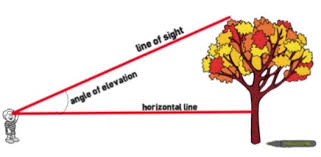 line of sight
angle of elevation
horizontal line